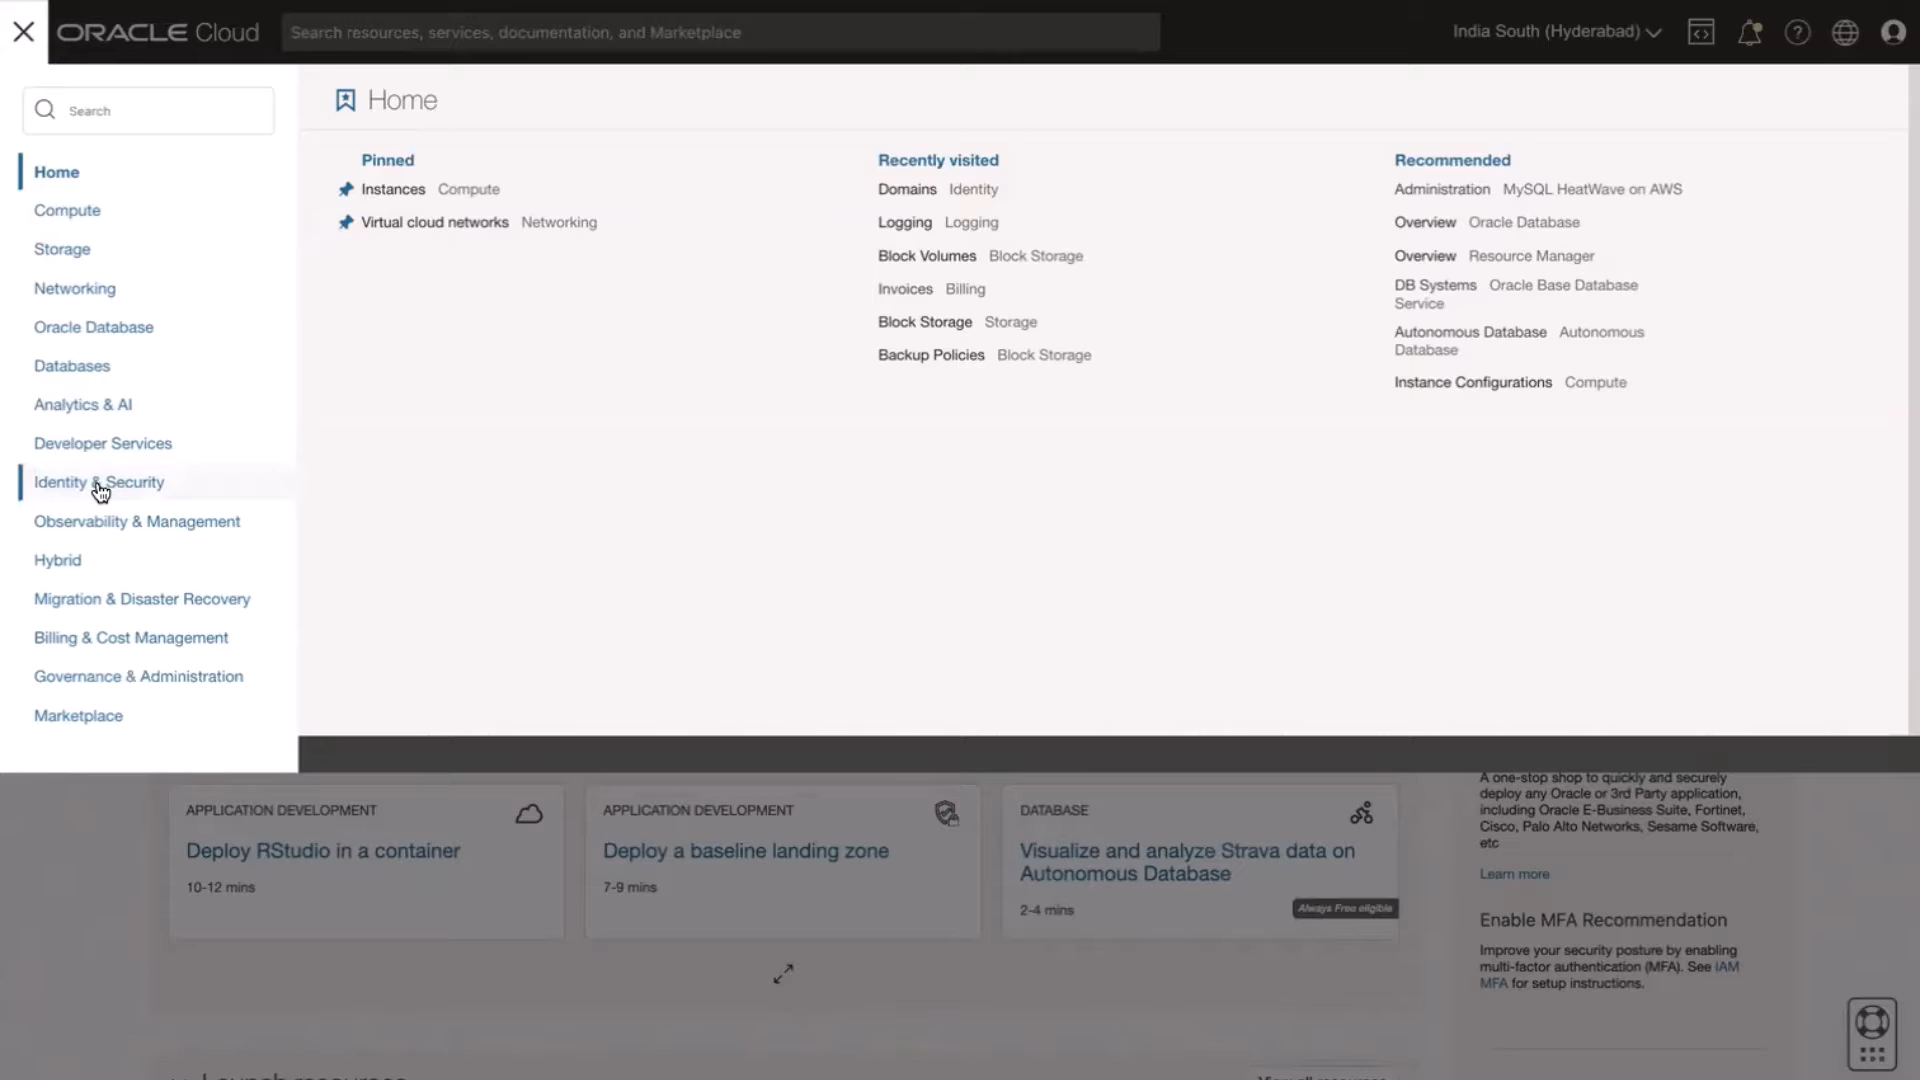 ORACLE Cloud
Search resources, services, documentation, and Marketplace
India South (Hyderabad)
Search
Home
Compute
Storage
Networking
Oracle Database
Databases
Analytics & AI
Developer Services
Identity & Security
Observability & Management
Hybrid
Migration & Disaster Recovery
Billing & Cost Management
Governance & Administration
Marketplace
Home
Pinned
Instances Compute
Virtual cloud networks Networking
Recently visited
Domains Identity
Logging Logging
Block Volumes Block Storage
Invoices Billing
Block Storage Storage
Backup Policies Block Storage
Recommended
Administration MySQL HeatWave on AWS
Overview Oracle Database
Overview Resource Manager
DB Systems Oracle Base Database
Service
Autonomous Database Autonomous
Database
Instance Configurations Compute
APPLICATION DEVELOPMENT
Deploy RStudio in a container
10-12 mins
APPLICATION DEVELOPMENT
Deploy a baseline landing zone
7-9 mins
DATABASE
Visualize and analyze Strava data on
Autonomous Database
2-4 mins
Always Free eligible
A one-stop shop to quickly and securely
deploy any Oracle or 3rd Party application,
including Oracle E-Business Suite, Fortinet,
Cisco, Palo Alto Networks, Sesame Software,
etc
Learn more
Enable MFA Recommendation
Improve your security posture by enabling
multi-factor authentication (MFA). See IAM
MFA for setup instructions.